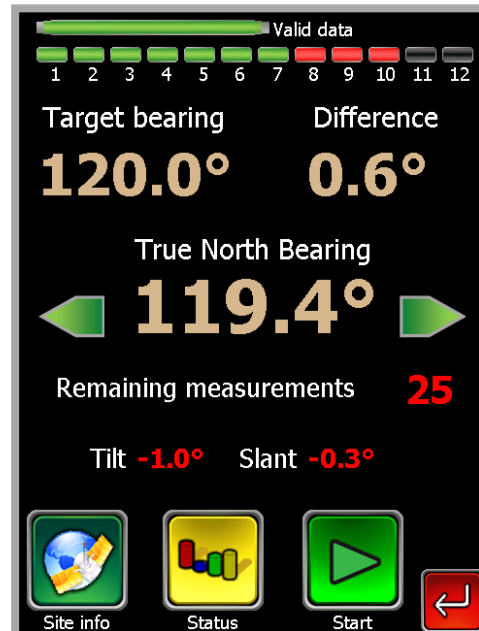 Valid data
1 2 3 4 5 6 7 8 9 10 11 12
Target bearing Difference
120.0° 0.6°
True North Bearing
119.4°
Remaining measurements 25
Tilt -1.0° Slant -0.3°
Site info Status Start